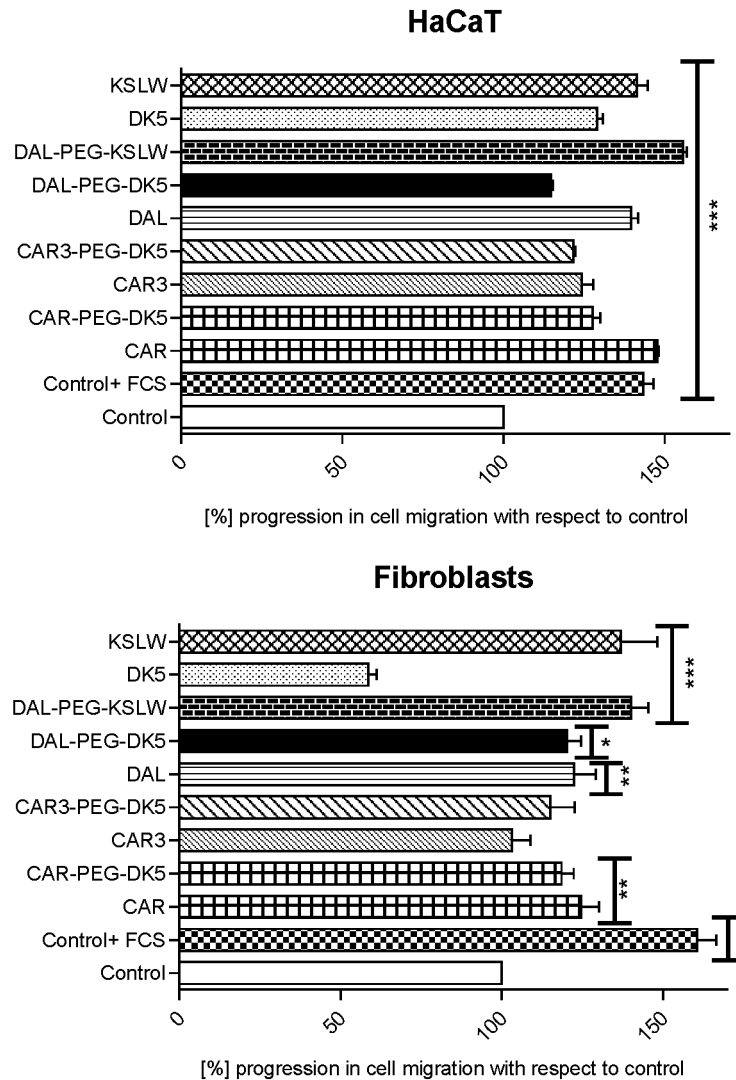 HaCaT
KSLW
DK5
DAL-PEG-KSLW
DAL-PEG-DK5
DAL
CAR3-PEG-DK5
CAR3
CAR-PEG-DK5
CAR
Control+ FCS
Control
***
0 50 100 150
[%] progression in cell migration with respect to control
Fibroblasts
KSLW
DK5
DAL-PEG-KSLW
DAL-PEG-DK5
DAL
CAR3-PEG-DK5
CAR3
CAR-PEG-DK5
CAR
Control+ FCS
Control
***
*
**
**
0 50 100 150
[%] progression in cell migration with respect to control